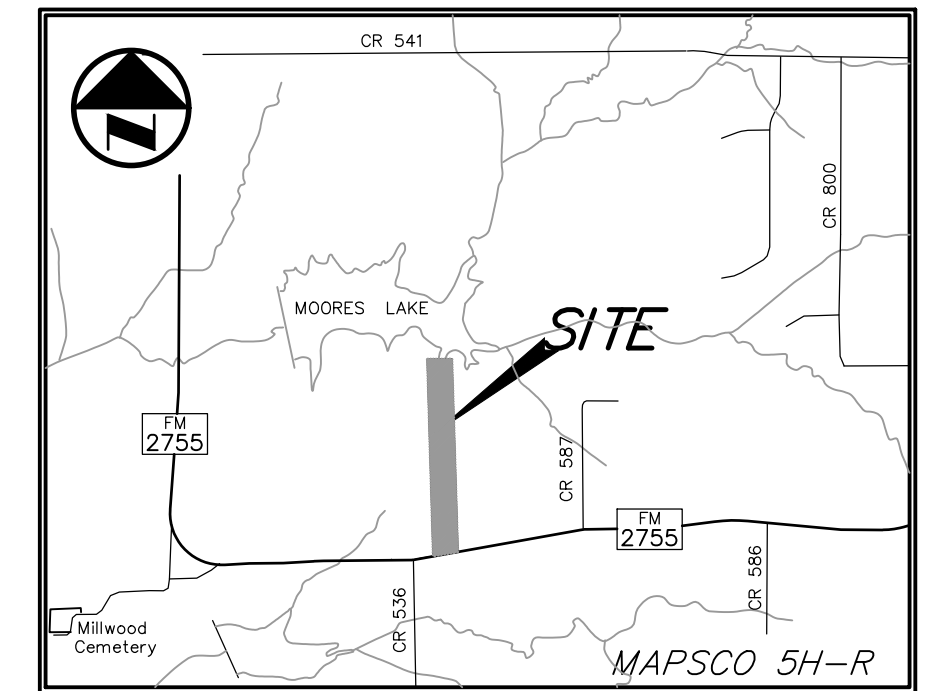 CR 541
N
CR 800
MOORES LAKE
SITE
FM
2755
CR 587
FM
2755
CR 586
CR 536
Millwood
Cemetery
MAPSCO 5H-R